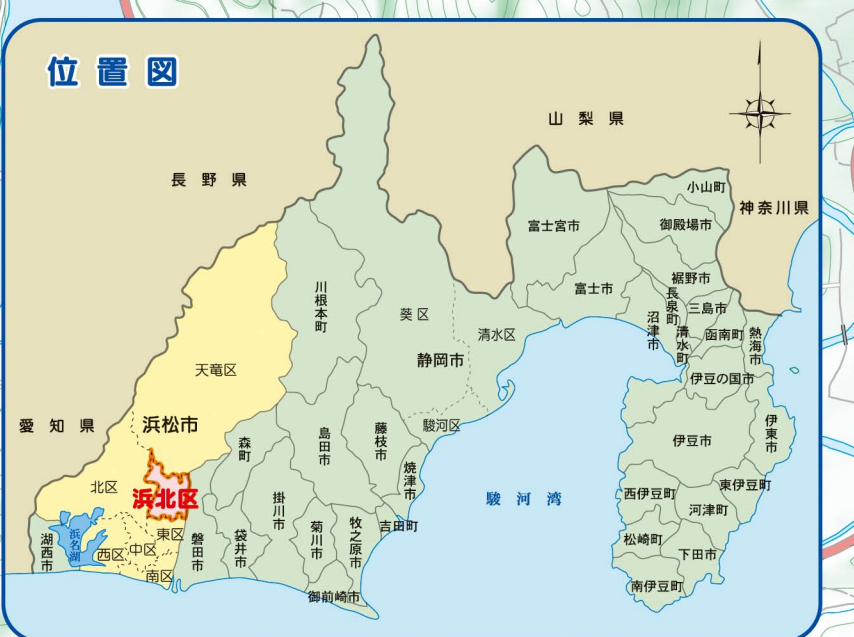 位置図
山梨県
長野県
小山町
神奈川県
富士宮市
御殿場市
裾野市
川根本町
富士市
長泉町
三島市
葵区
沼津市
清水町
函南町
熱海市
清水区
静岡市
天竜区
伊豆の国市
愛知県
浜松市
森町
島田市
藤枝市
駿河区
伊豆市
伊東市
焼津市
北区
浜北区
掛川市
駿河湾
西伊豆町
東伊豆町
河津町
吉田町
湖西市
浜名湖
西区
中区
東区
磐田市
袋井市
菊川市
牧之原市
松崎町
下田市
南区
御前崎市
南伊豆町